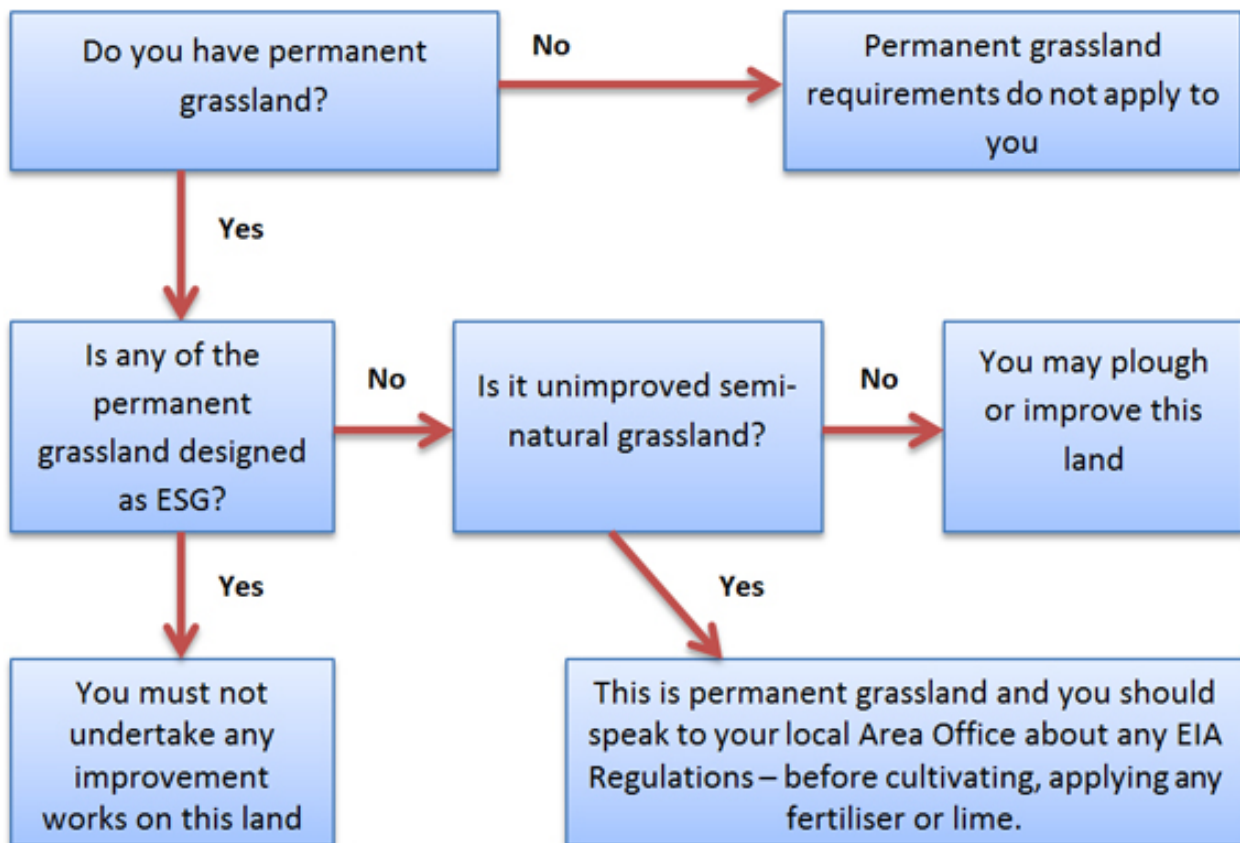 Do you have permanent
grassland?
No
Permanent grassland
requirements do not apply to
you
Yes
Is any of the
permanent
grassland designed
as ESG?
No
Is it unimproved semi-
natural grassland?
No
You may plough
or improve this
land
Yes
Yes
You must not
undertake any
improvement
works on this land
This is permanent grassland and you should
speak to your local Area Office about any EIA
Regulations – before cultivating, applying any
fertiliser or lime.